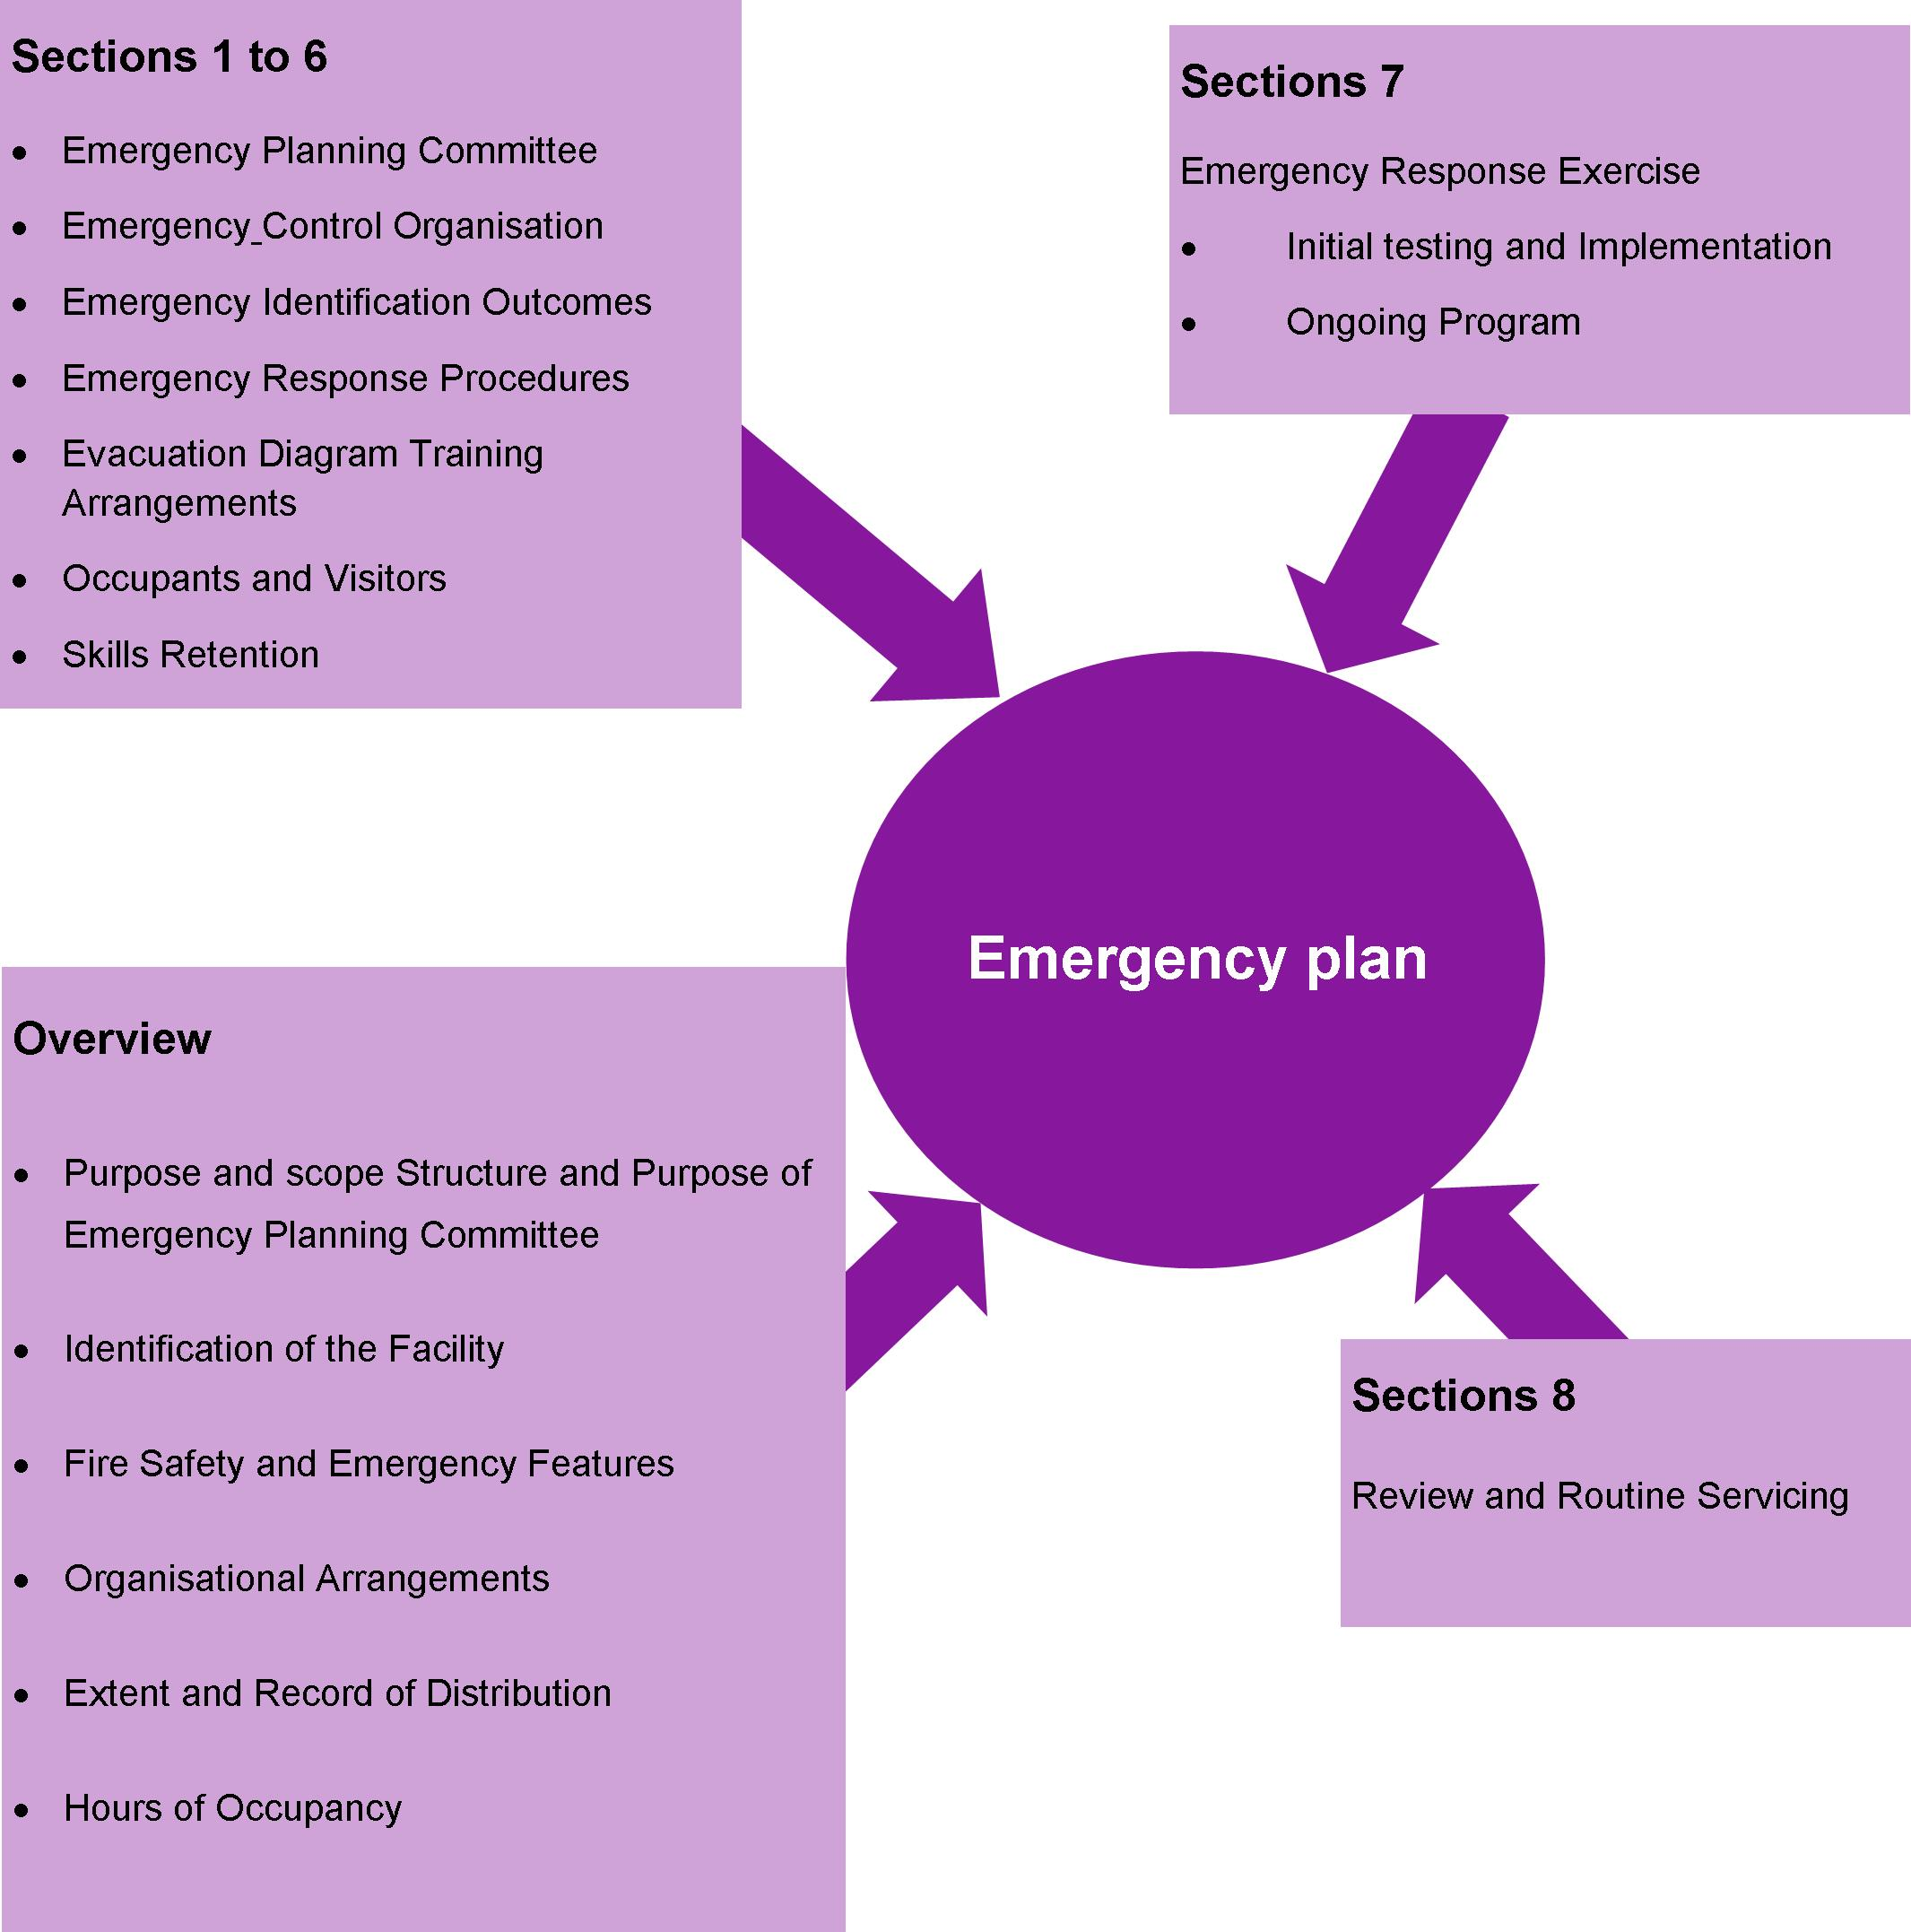 Sections 1 to 6
• Emergency Planning Committee
• Emergency_Control Organisation
• Emergency Identification Outcomes
• Emergency Response Procedures
• Evacuation Diagram Training
Arrangements
• Occupants and Visitors
• Skills Retention
Sections 7
Emergency Response Exercise
• Initial testing and Implementation
• Ongoing Program
Emergency plan
Overview
• Purpose and scope Structure and Purpose of
Emergency Planning Committee
• Identification of the Facility
• Fire Safety and Emergency Features
• Organisational Arrangements
• Extent and Record of Distribution
• Hours of Occupancy
Sections 8
Review and Routine Servicing